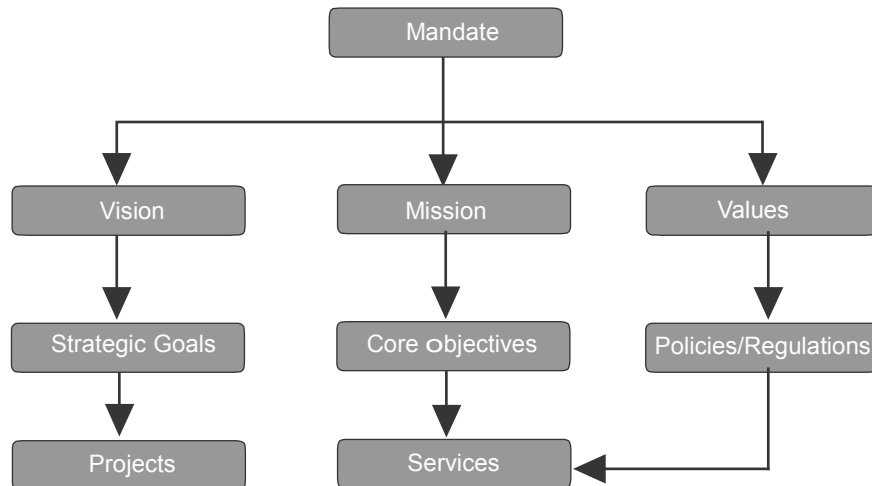 Mandate
Vision
Mission
Values
Strategic Goals
Core objectives
Policies/Regulations
Projects
Services